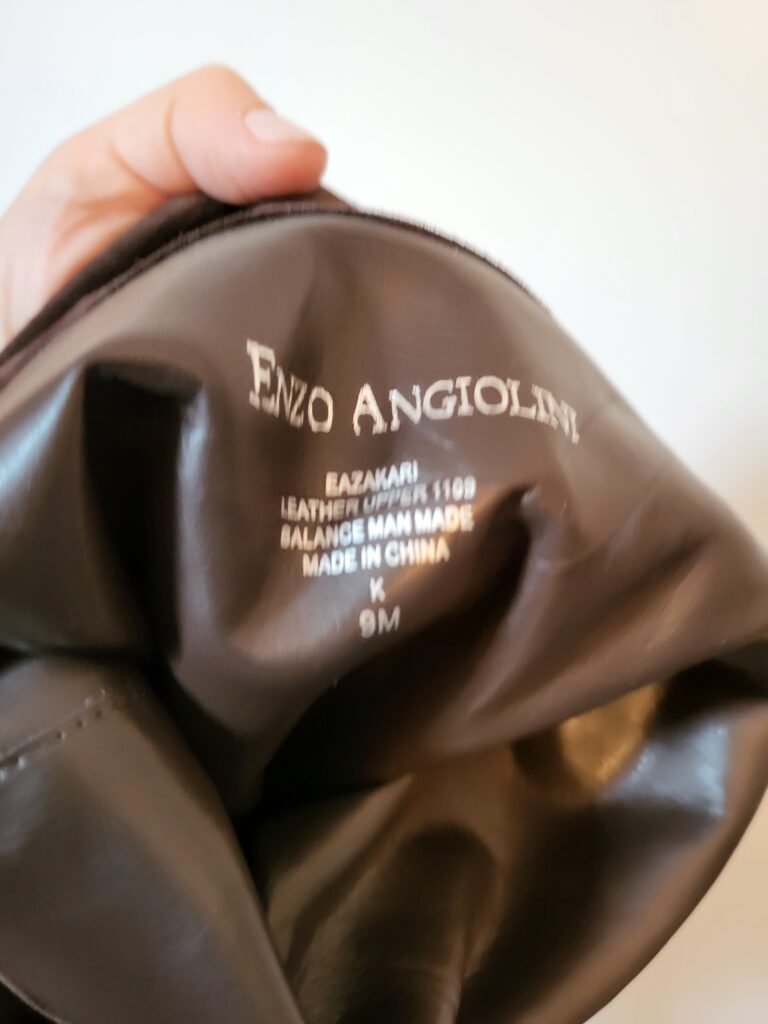 ENZO ANGIOLINI
EAZAKARI
LEATHER UPPER 1109
BALANCE MAN MADE
MADE IN CHINA
K
9M